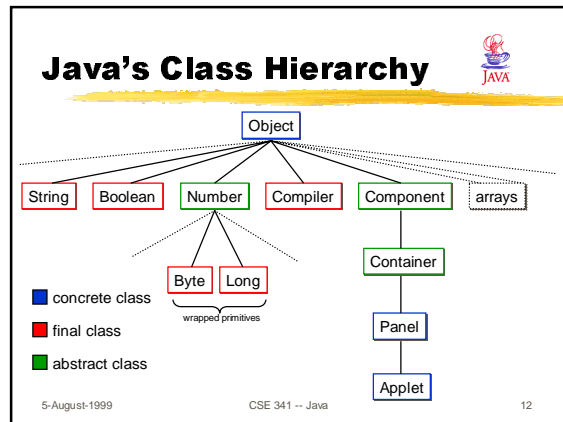 Java's Class Hierarchy
JAVA
Object
String Boolean Number Compiler Component arrays
Container
Byte Long
wrapped primitives
concrete class
Panel
final class
abstract class
Applet
5-August-1999 CSE 341 -- Java 12